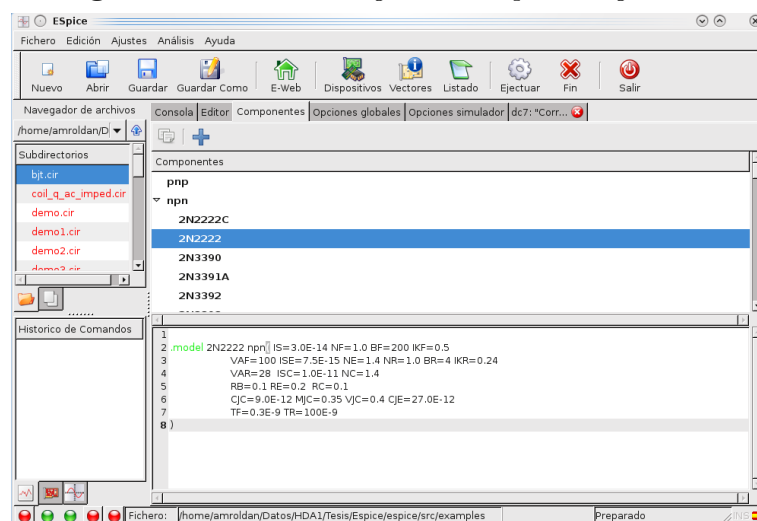 ESpice
Fichero Edición Ajustes Análisis Ayuda
Nuevo Abrir Guardar Guardar Como E-Web Dispositivos Vectores Listado Ejectuar Fin Salir
Navegador de archivos
Consola Editor Componentes Opciones globales Opciones simulador dc7: "Corr...
/home/amroldan/D
Subdirectorios
bjt.cir
coil_q_ac_imped.cir
demo.cir
demo1.cir
demo2.cir
demo3.cir
Componentes
pnp
npn
2N2222C
2N2222
2N3390
2N3391A
2N3392
Historico de Comandos
1
2 .model 2N2222 npn( IS=3.0E-14 NF=1.0 BF=200 IKF=0.5
3 VAF=100 ISE=7.5E-15 NE=1.4 NR=1.0 BR=4 IKR=0.24
4 VAR=28 ISC=1.0E-11 NC=1.4
5 RB=0.1 RE=0.2 RC=0.1
6 CJC=9.0E-12 MJC=0.35 VJC=0.4 CJE=27.0E-12
7 TF=0.3E-9 TR=100E-9
8 )
Fichero: /home/amroldan/Datos/HDA1/Tesis/Espice/espice/src/examples Preparado INS